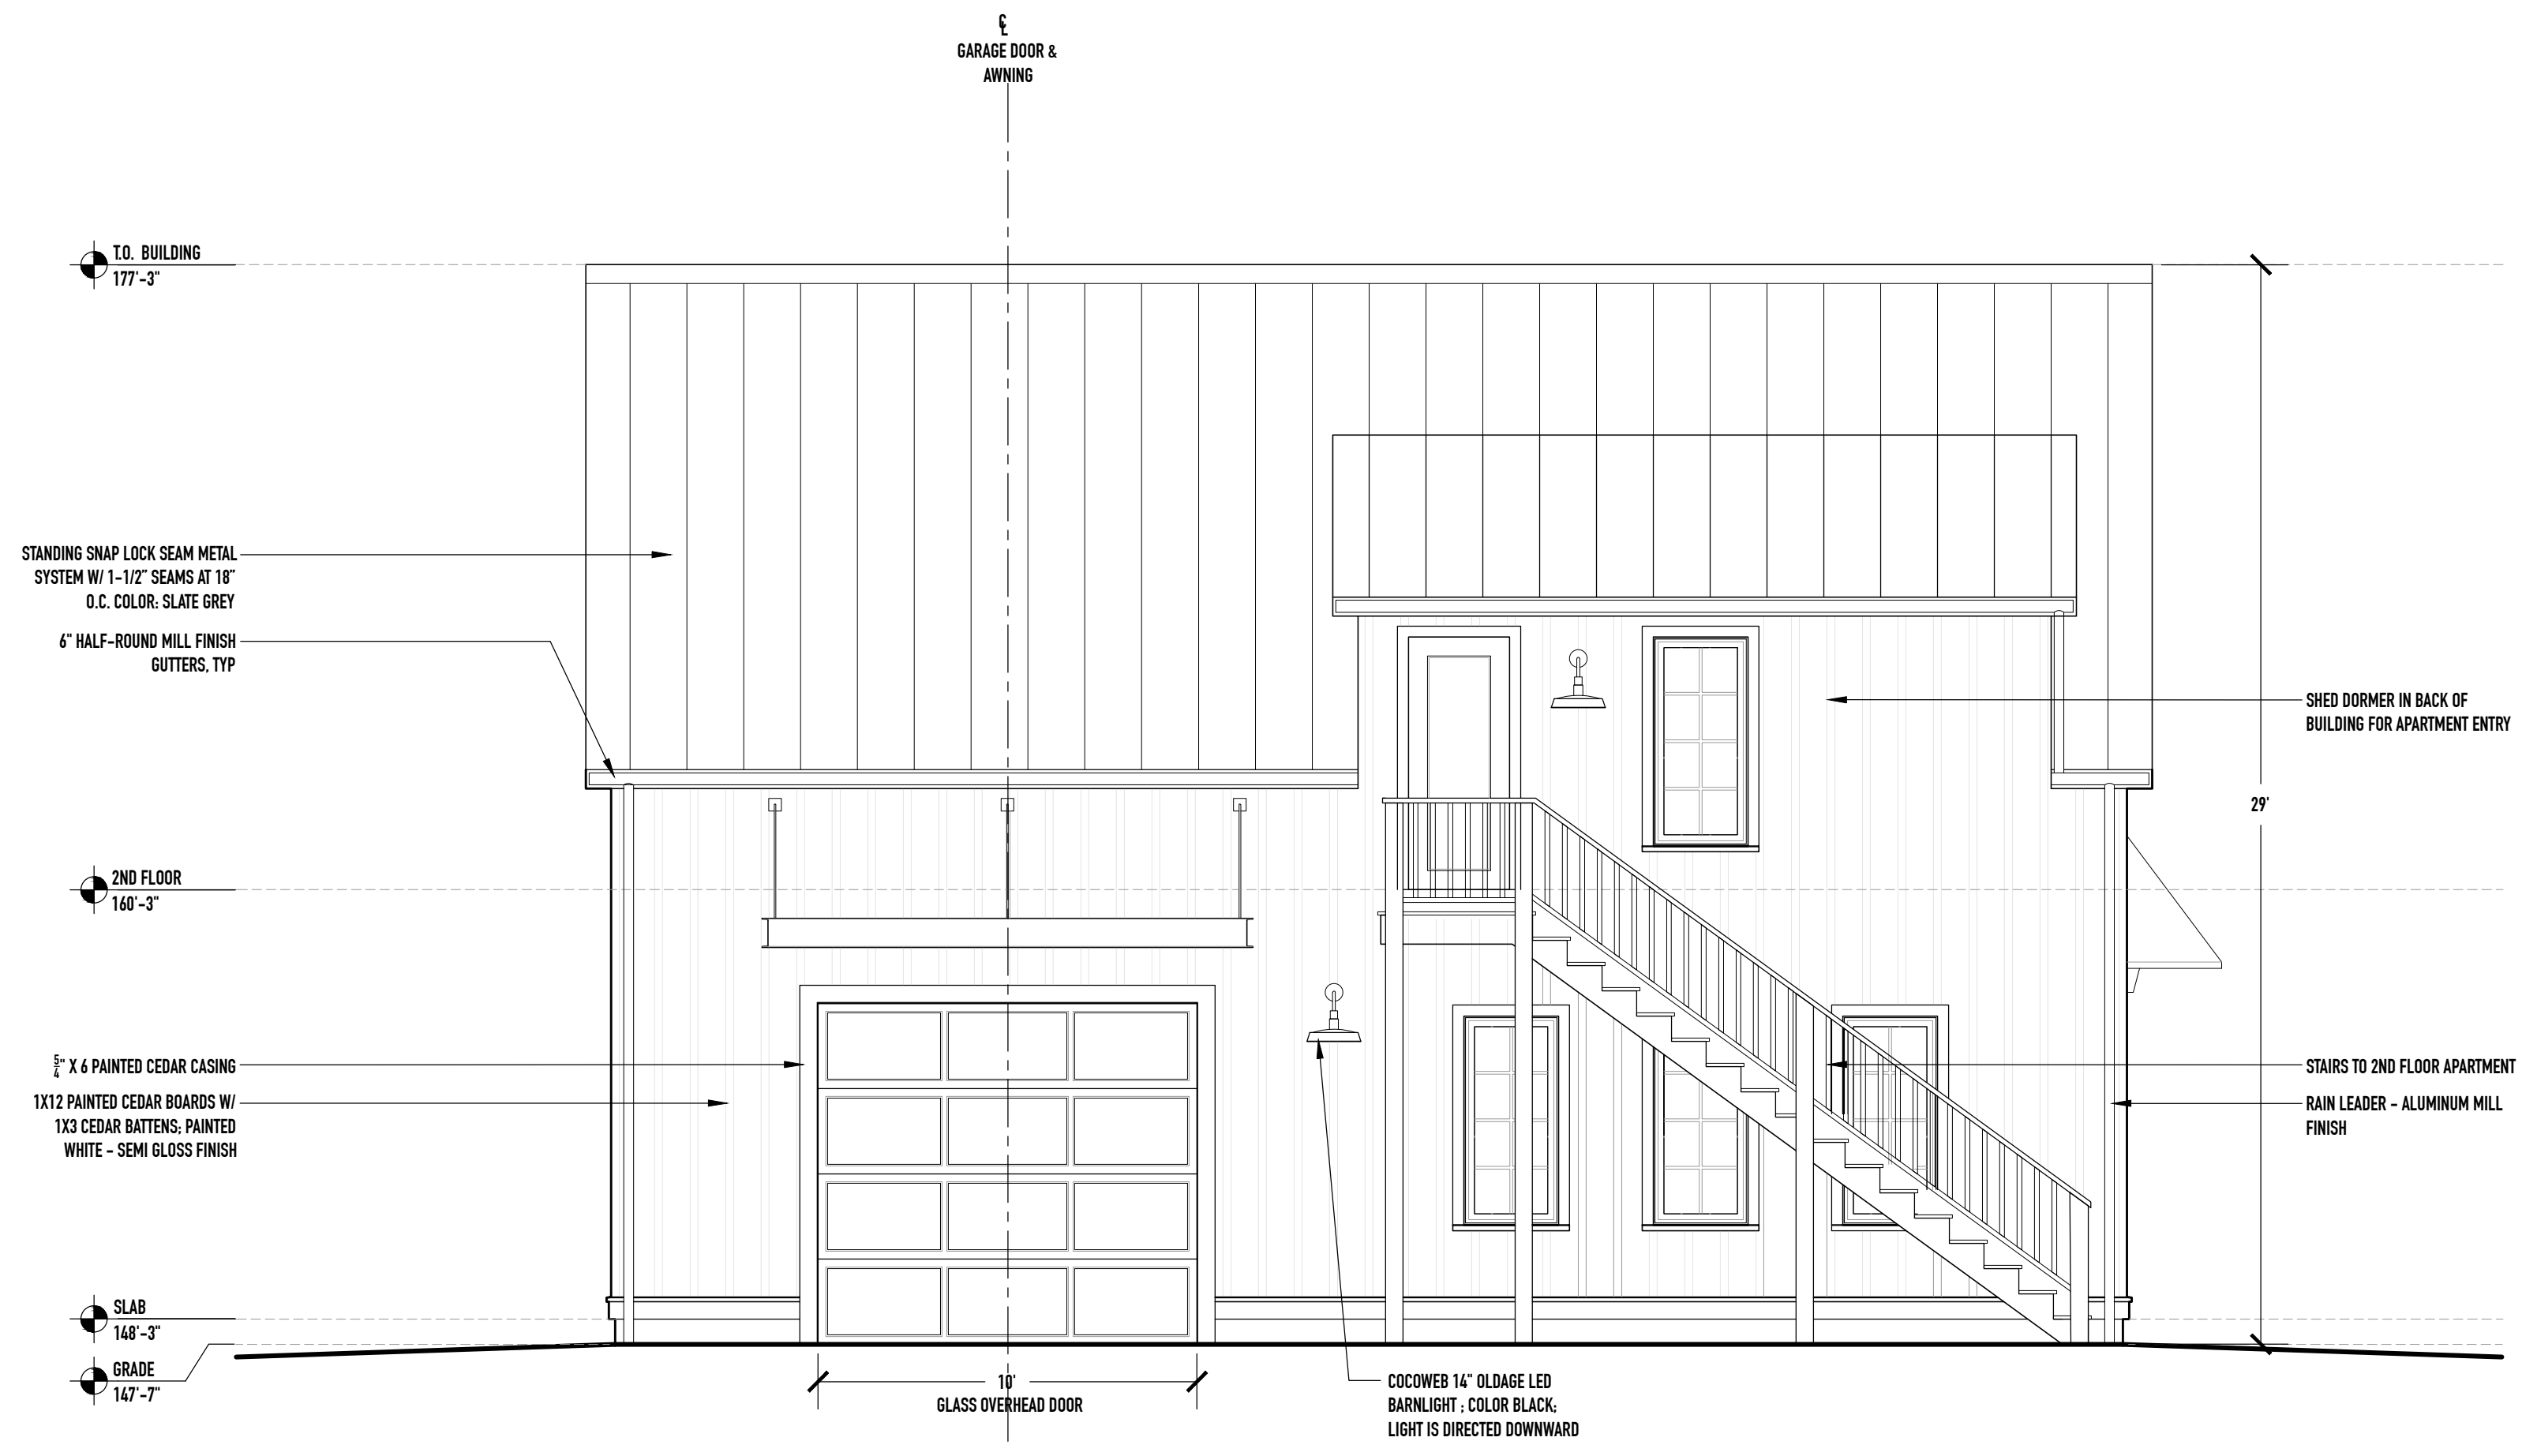 ℄
GARAGE DOOR &
AWNING
T.O. BUILDING
177'-3"
STANDING SNAP LOCK SEAM METAL
SYSTEM W/ 1-1/2" SEAMS AT 18"
O.C. COLOR: SLATE GREY
6" HALF-ROUND MILL FINISH
GUTTERS, TYP
SHED DORMER IN BACK OF
BUILDING FOR APARTMENT ENTRY
29'
2ND FLOOR
160'-3"
5/4" X 6 PAINTED CEDAR CASING
1X12 PAINTED CEDAR BOARDS W/
1X3 CEDAR BATTENS; PAINTED
WHITE - SEMI GLOSS FINISH
STAIRS TO 2ND FLOOR APARTMENT
RAIN LEADER - ALUMINUM MILL
FINISH
SLAB
148'-3"
GRADE
147'-7"
10'
GLASS OVERHEAD DOOR
COCOWEB 14" OLDAGE LED
BARNLIGHT ; COLOR BLACK;
LIGHT IS DIRECTED DOWNWARD